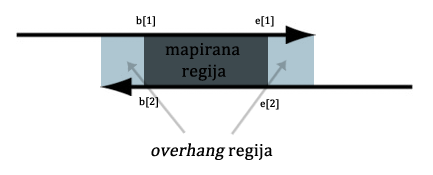 b[1] e[1]
mapirana
regija
b[2] e[2]
overhang regija